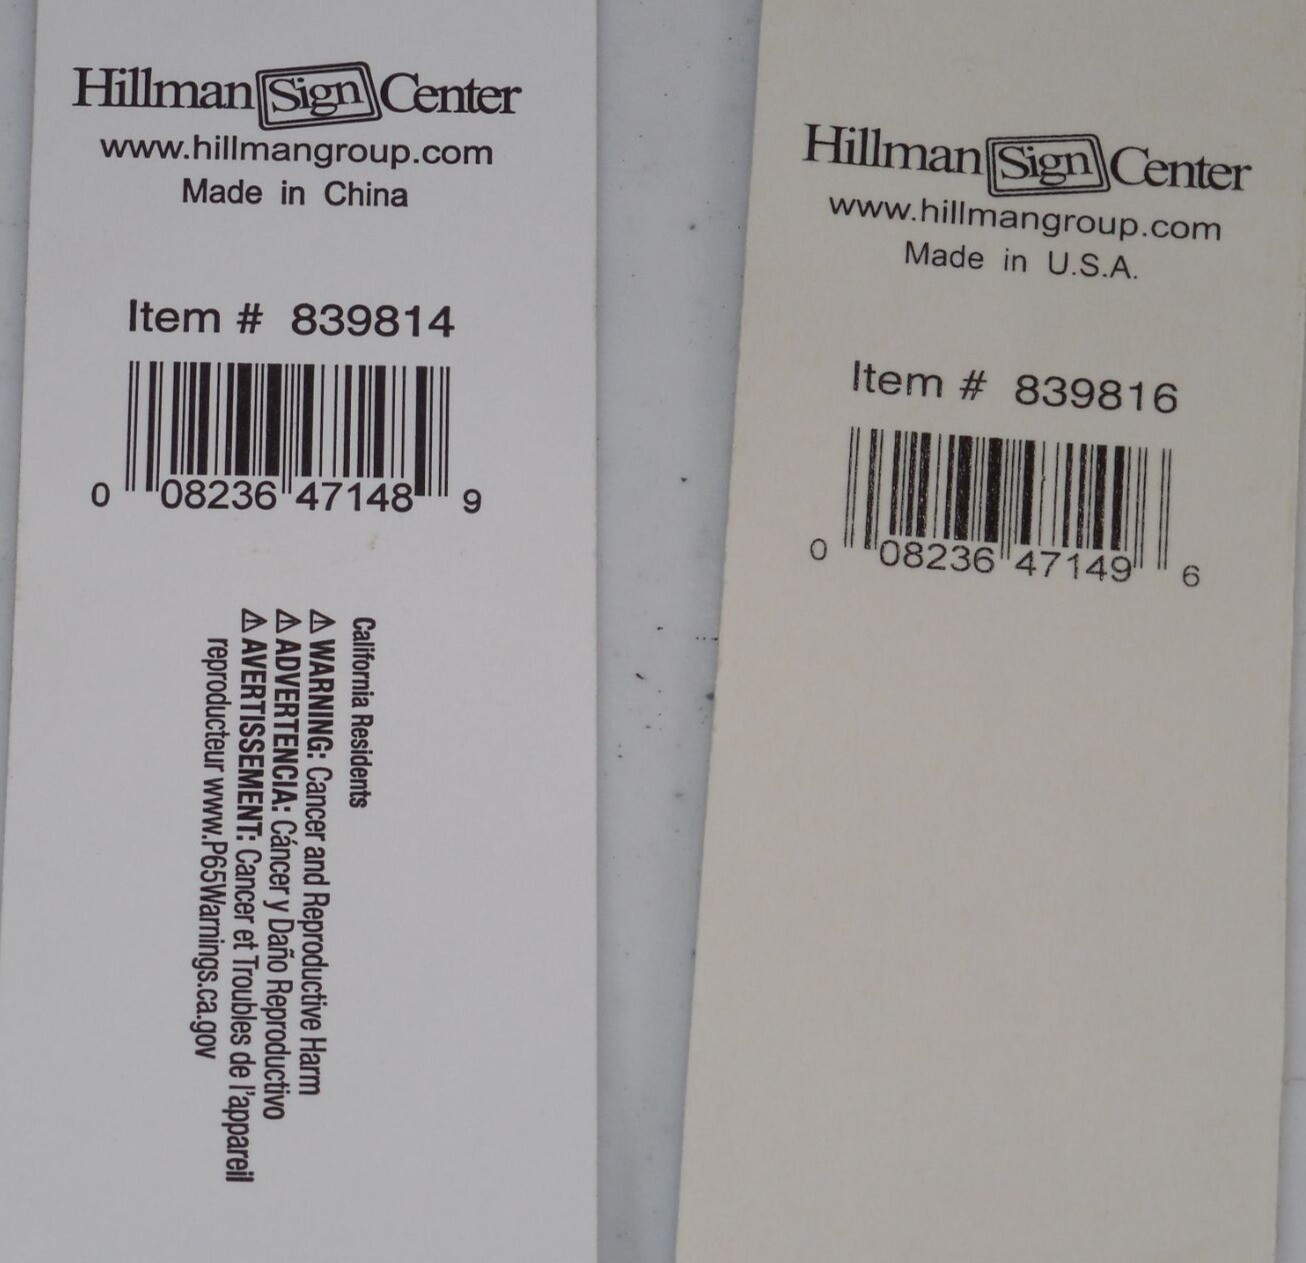 Hillman Sign Center
www.hillmangroup.com
Made in China
Item # 839814
0 08236 47148 9
California Residents
⚠ WARNING: Cancer and Reproductive Harm
⚠ ADVERTENCIA: Cáncer y Daño Reproductivo
⚠ AVERTISSEMENT: Cancer et Troubles de l'appareil
reproducteur www.P65Warnings.ca.gov
Hillman Sign Center
www.hillmangroup.com
Made in U.S.A.
Item # 839816
0 08236 47149 6